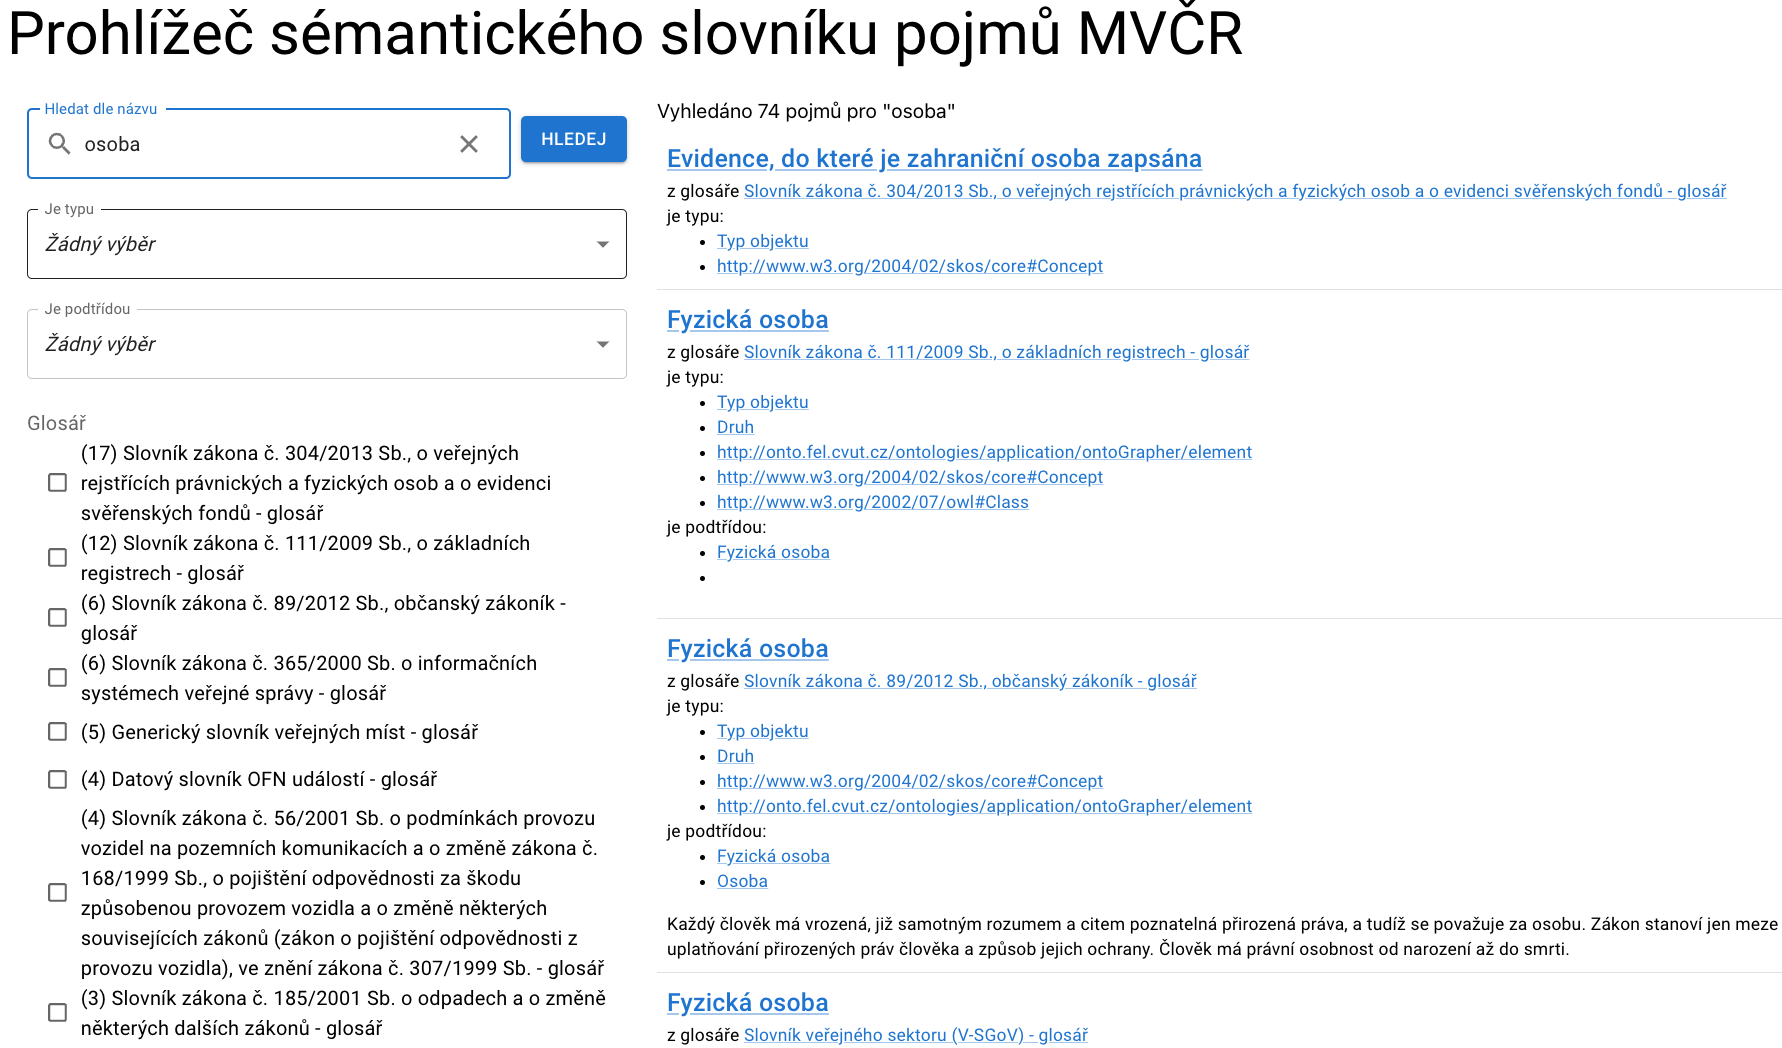 Prohlížeč sémantického slovníku pojmů MVČR
Hledat dle názvu
osoba
HLEDEJ
Je typu
Žádný výběr
Je podtřídou
Žádný výběr
Glosář
(17) Slovník zákona č. 304/2013 Sb., o veřejných
rejstřících právnických a fyzických osob a o evidenci
svěřenských fondů - glosář
(12) Slovník zákona č. 111/2009 Sb., o základních
registrech - glosář
(6) Slovník zákona č. 89/2012 Sb., občanský zákoník -
glosář
(6) Slovník zákona č. 365/2000 Sb. o informačních
systémech veřejné správy - glosář
(5) Generický slovník veřejných míst - glosář
(4) Datový slovník OFN událostí - glosář
(4) Slovník zákona č. 56/2001 Sb. o podmínkách provozu
vozidel na pozemních komunikacích a o změně zákona č.
168/1999 Sb., o pojištění odpovědnosti za škodu
způsobenou provozem vozidla a o změně některých
souvisejících zákonů (zákon o pojištění odpovědnosti z
provozu vozidla), ve znění zákona č. 307/1999 Sb. - glosář
(3) Slovník zákona č. 185/2001 Sb. o odpadech a o změně
některých dalších zákonů - glosář
Vyhledáno 74 pojmů pro "osoba"
Evidence, do které je zahraniční osoba zapsána
z glosáře Slovník zákona č. 304/2013 Sb., o veřejných rejstřících právnických a fyzických osob a o evidenci svěřenských fondů - glosář
je typu:
Typ objektu
http://www.w3.org/2004/02/skos/core#Concept
Fyzická osoba
z glosáře Slovník zákona č. 111/2009 Sb., o základních registrech - glosář
je typu:
Typ objektu
Druh
http://onto.fel.cvut.cz/ontologies/application/ontoGrapher/element
http://www.w3.org/2004/02/skos/core#Concept
http://www.w3.org/2002/07/owl#Class
je podtřídou:
Fyzická osoba
Fyzická osoba
z glosáře Slovník zákona č. 89/2012 Sb., občanský zákoník - glosář
je typu:
Typ objektu
Druh
http://www.w3.org/2004/02/skos/core#Concept
http://onto.fel.cvut.cz/ontologies/application/ontoGrapher/element
je podtřídou:
Fyzická osoba
Osoba
Každý člověk má vrozená, již samotným rozumem a citem poznatelná přirozená práva, a tudíž se považuje za osobu. Zákon stanoví jen meze
uplatňování přirozených práv člověka a způsob jejich ochrany. Člověk má právní osobnost od narození až do smrti.
Fyzická osoba
z glosáře Slovník veřejného sektoru (V-SGoV) - glosář